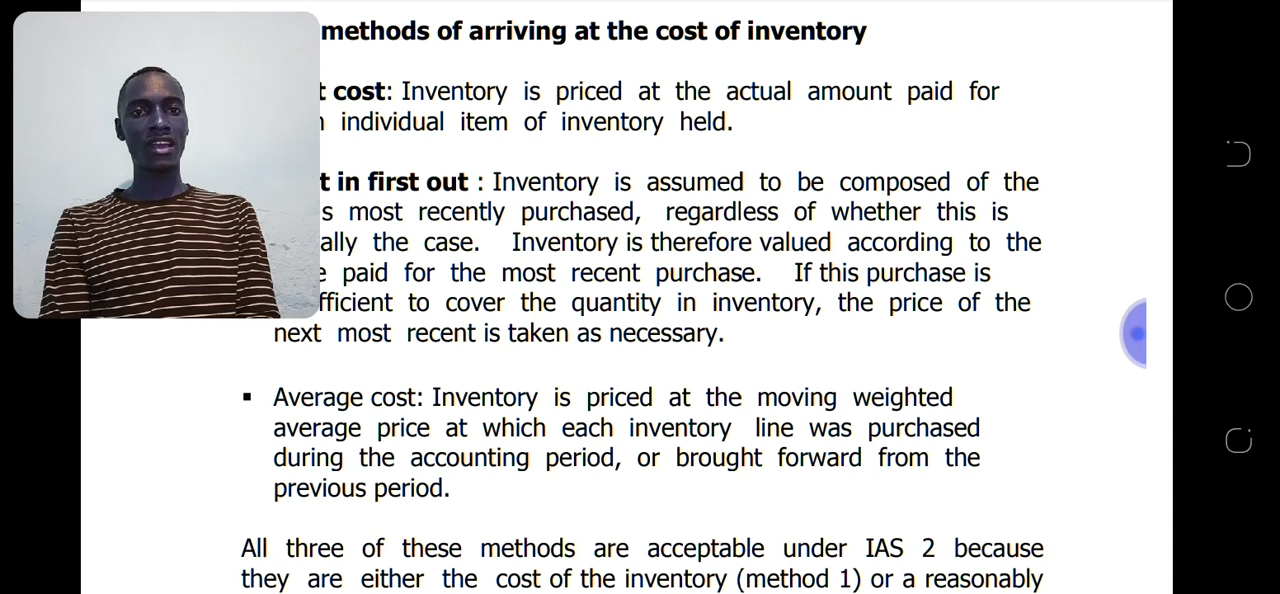 methods of arriving at the cost of inventory
t cost: Inventory is priced at the actual amount paid for
individual item of inventory held.
t in first out : Inventory is assumed to be composed of the
s most recently purchased, regardless of whether this is
ally the case. Inventory is therefore valued according to the
e paid for the most recent purchase. If this purchase is
fficient to cover the quantity in inventory, the price of the
next most recent is taken as necessary.
▪ Average cost: Inventory is priced at the moving weighted
average price at which each inventory line was purchased
during the accounting period, or brought forward from the
previous period.
All three of these methods are acceptable under IAS 2 because
they are either the cost of the inventory (method 1) or a reasonably